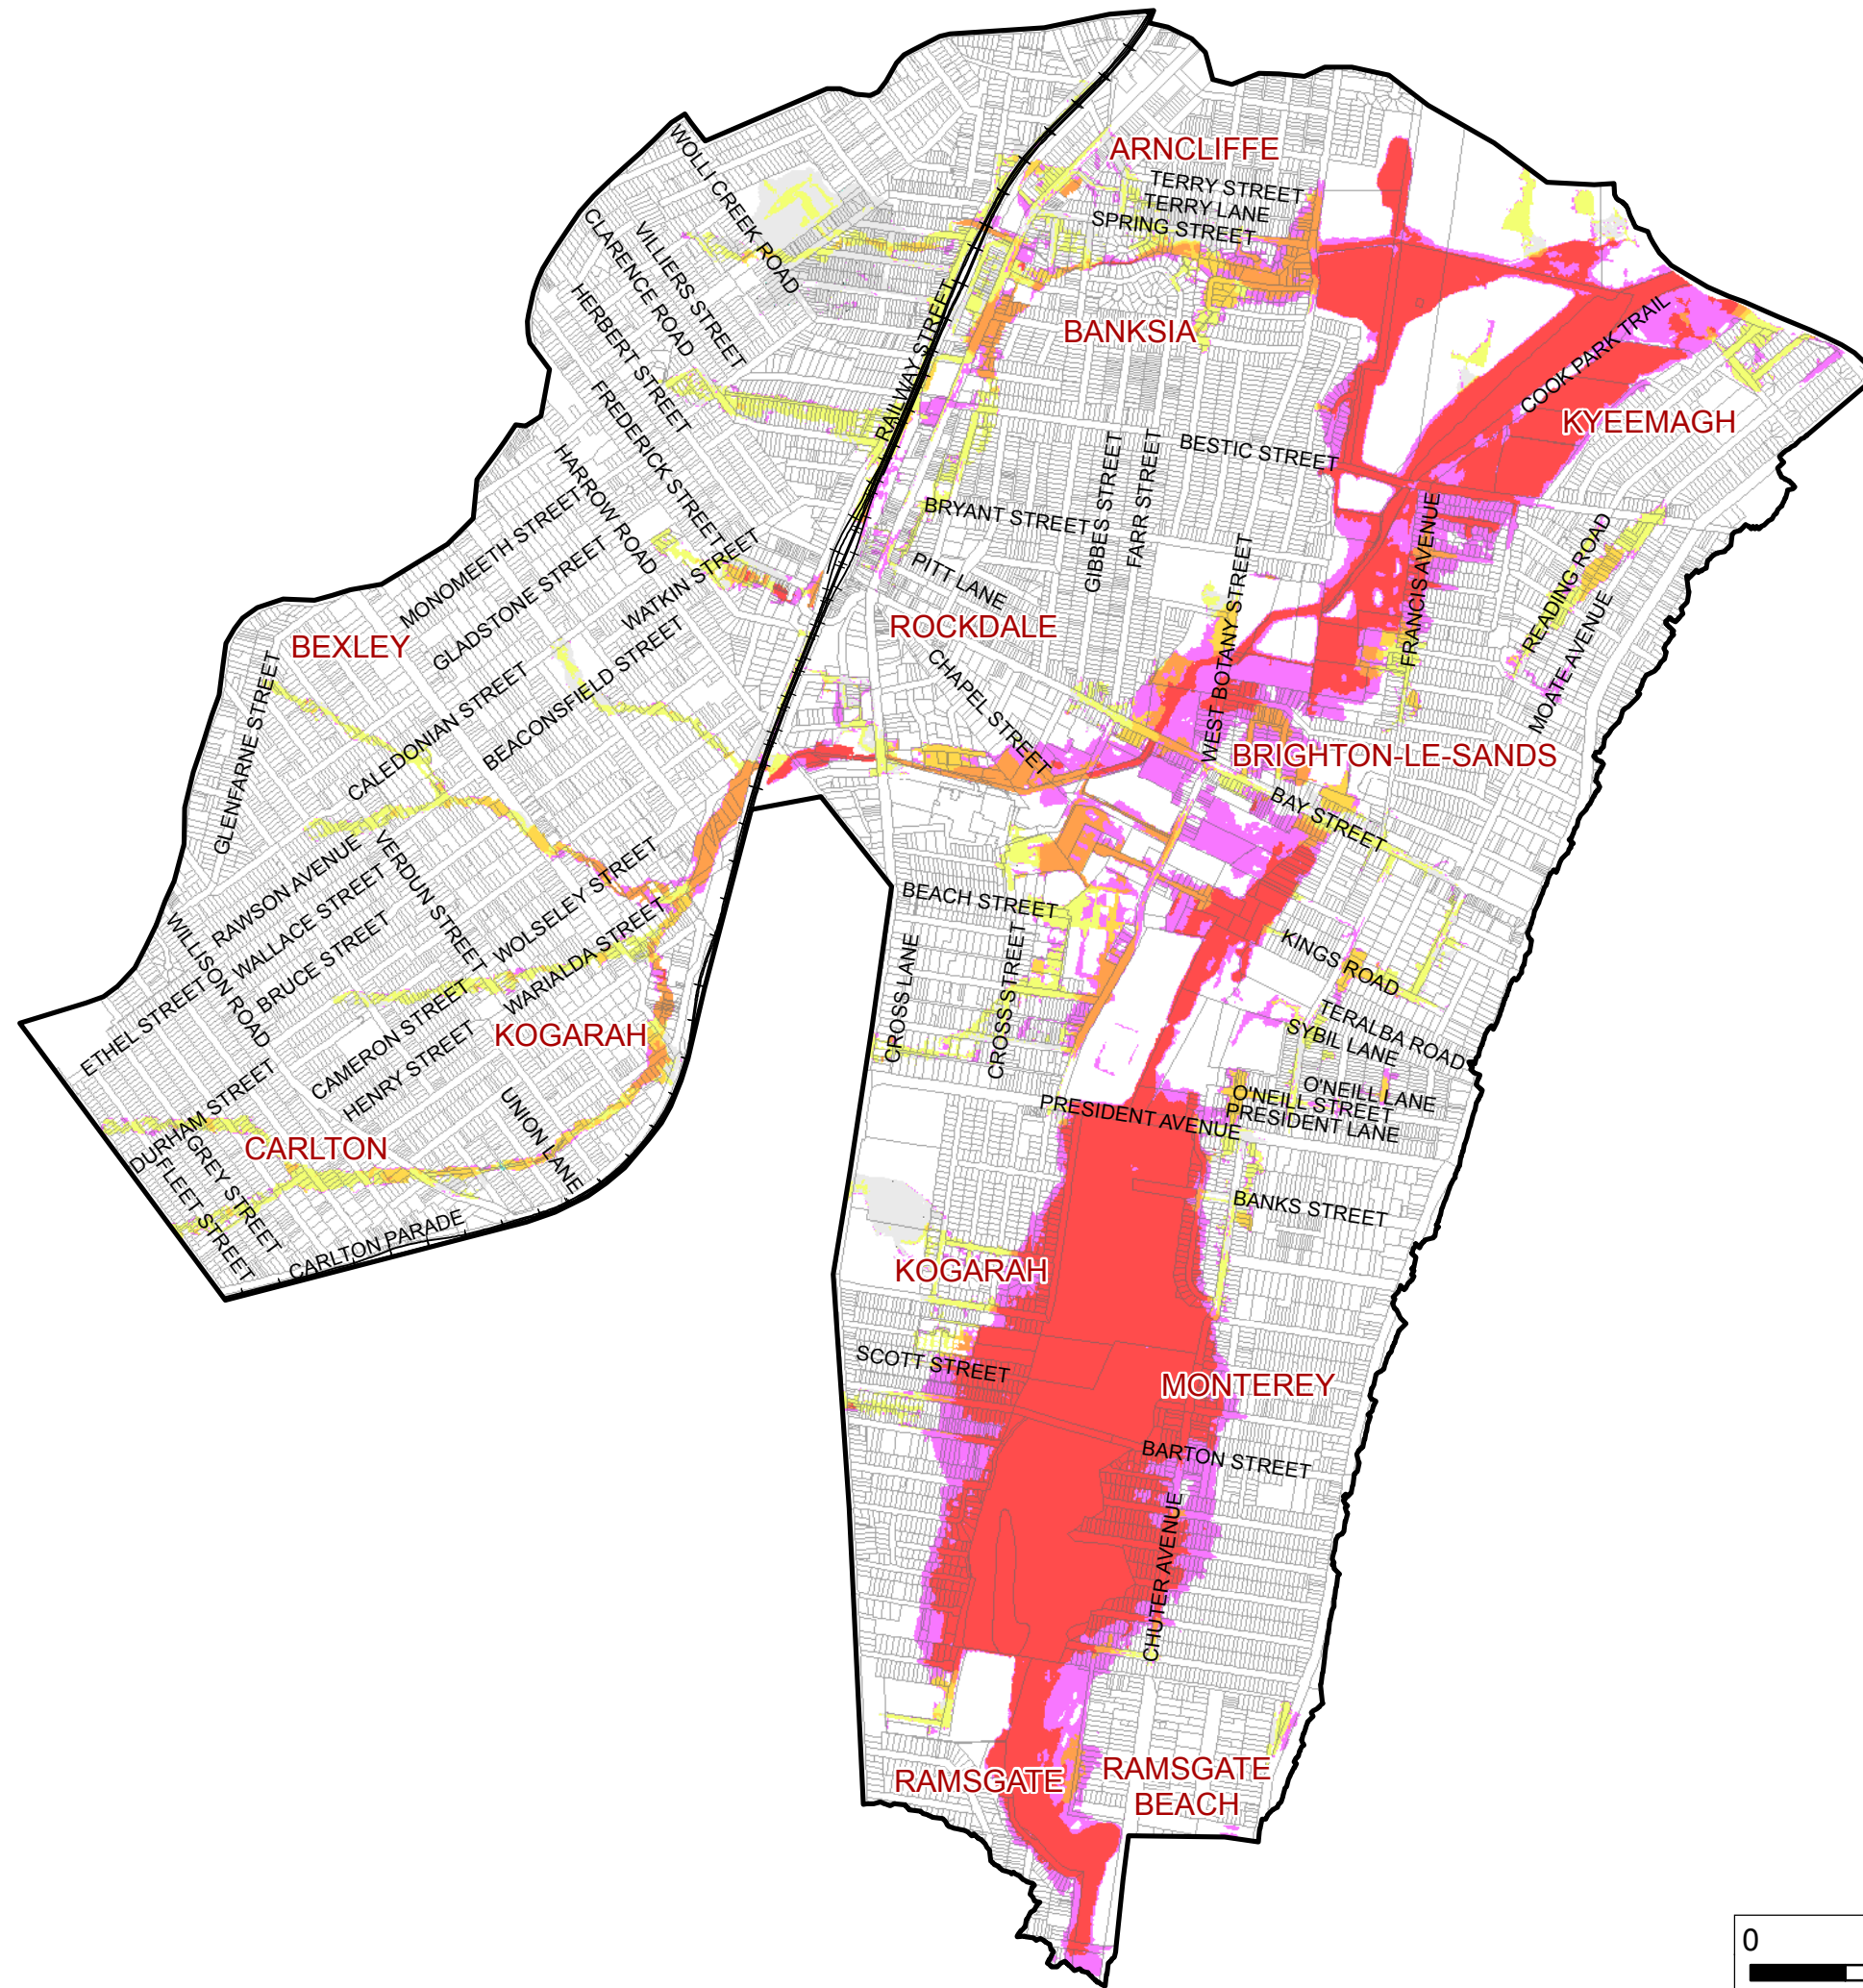 ARNCLIFFE
TERRY STREET
TERRY LANE
SPRING STREET
WOLLI CREEK ROAD
VILLIERS STREET
CLARENCE ROAD
HERBERT STREET
FREDERICK STREET
RAILWAY STREET
BANKSIA
COOK PARK TRAIL
KYEEMAGH
BESTIC STREET
GIBBES STREET
FARR STREET
BRYANT STREET
PITT LANE
HARROW ROAD
MONOMEETH STREET
GLADSTONE STREET
WATKIN STREET
FRANCIS AVENUE
READING ROAD
MOATE AVENUE
WEST BOTANY STREET
ROCKDALE
BEXLEY
GLENFARNE STREET
CALEDONIAN STREET
BEACONSFIELD STREET
CHAPEL STREET
BRIGHTON-LE-SANDS
BAY STREET
RAWSON AVENUE
VERDUN STREET
WALLACE STREET
BRUCE STREET
WOLSELEY STREET
WARIALDA STREET
WILLISON ROAD
ETHEL STREET
CAMERON STREET
HENRY STREET
KOGARAH
BEACH STREET
CROSS LANE
CROSS STREET
KINGS ROAD
TERALBA ROAD
SYBIL LANE
O'NEILL LANE
O'NEILL STREET
PRESIDENT LANE
PRESIDENT AVENUE
DURHAM STREET
GREY STREET
FLEET STREET
CARLTON
UNION LANE
CARLTON PARADE
BANKS STREET
KOGARAH
SCOTT STREET
MONTEREY
BARTON STREET
CHUTER AVENUE
RAMSGATE
RAMSGATE
BEACH
0